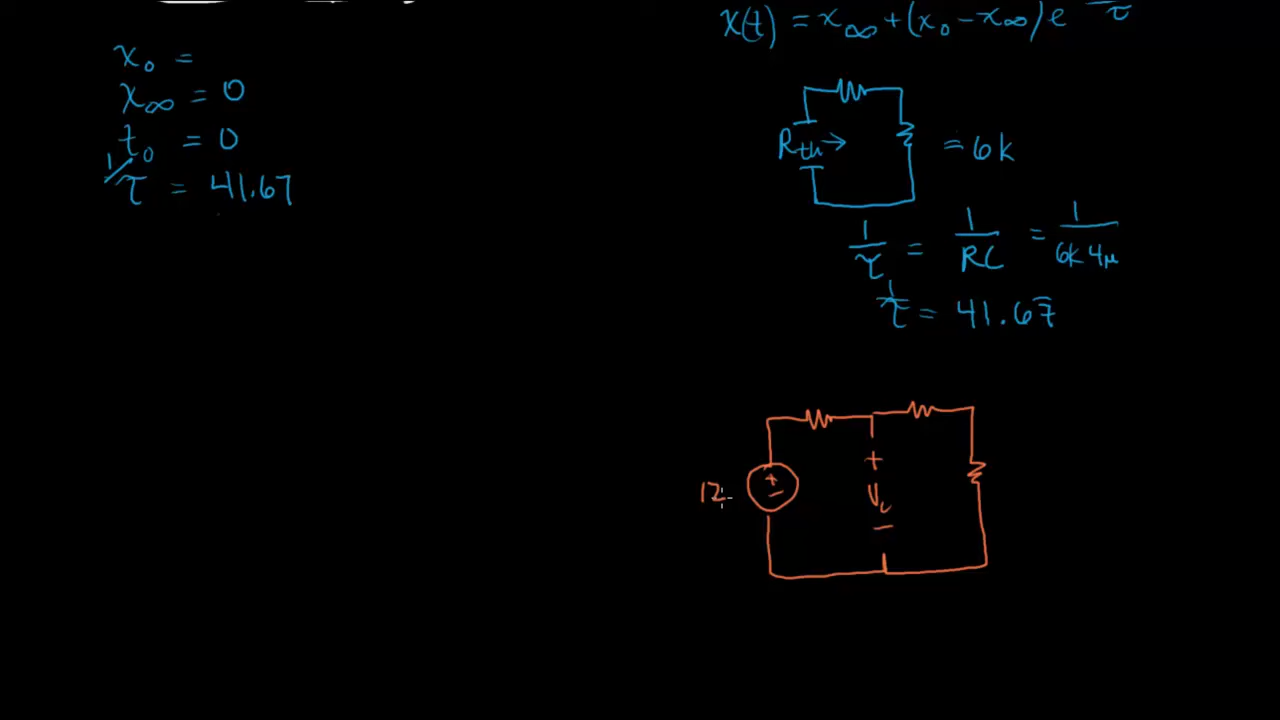 x₀ =
x∞ = 0
t₀ = 0
1/τ = 41.67
x(t) = x∞ + (x₀ - x∞) e^ — τ
Rth → = 6k
1/τ = 1/RC = 1/6k4μ
1/τ = 41.67
12
+
-
+
Vc
-